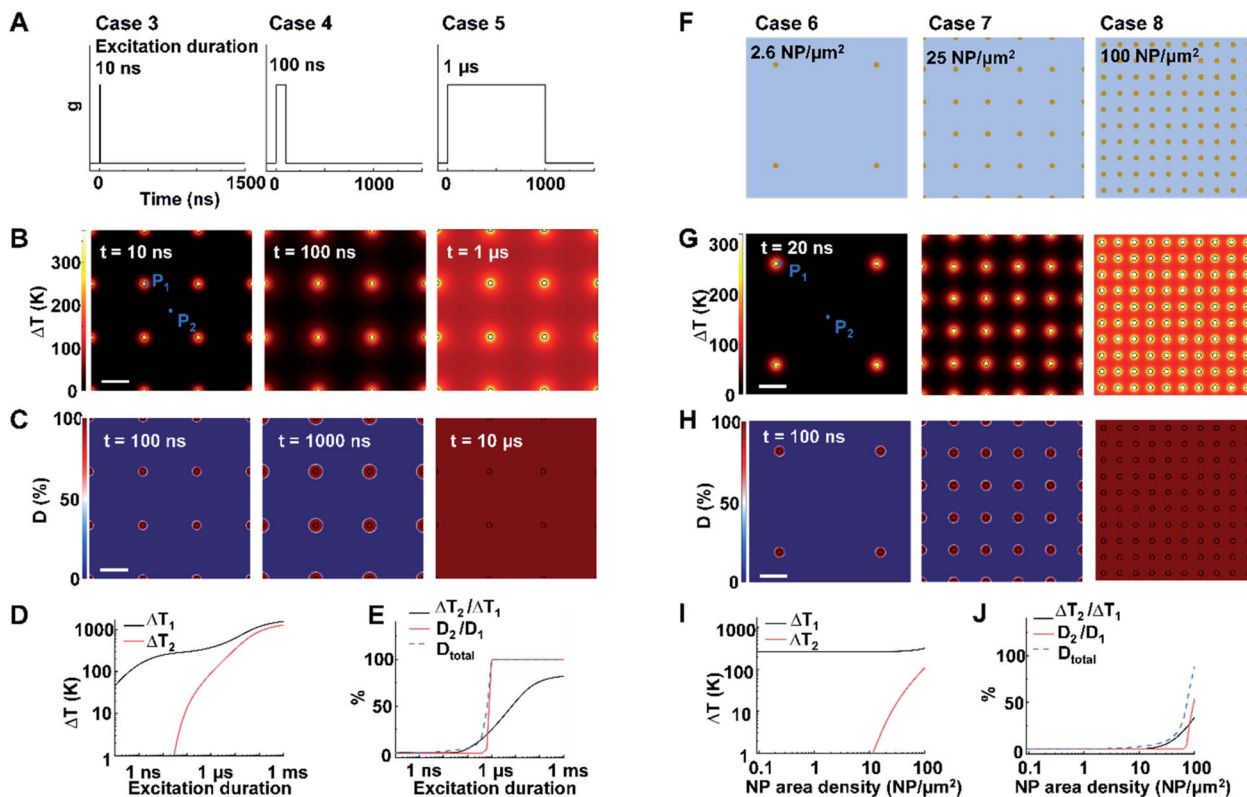 A
Case 3
Case 4
Case 5
Excitation duration
10 ns
100 ns
1 μs
g
0
1500
0
1000
0
1000
Time (ns)
B
t = 10 ns
t = 100 ns
t = 1 μs
P1
P2
300
200
100
0
ΔT (K)
C
t = 100 ns
t = 1000 ns
t = 10 μs
100
50
0
D (%)
D
ΔT1
ΔT2
1000
100
10
1
ΔT (K)
1 ns
1 μs
1 ms
Excitation duration
E
ΔT2/ΔT1
D2/D1
Dtotal
100
50
0
%
1 ns
1 μs
1 ms
Excitation duration
F
Case 6
Case 7
Case 8
2.6 NP/μm²
25 NP/μm²
100 NP/μm²
G
t = 20 ns
P1
P2
300
200
100
0
ΔT (K)
H
t = 100 ns
100
50
0
D (%)
I
ΔT1
ΔT2
1000
100
10
1
ΔT (K)
0.1
1
10
100
NP area density (NP/μm²)
J
ΔT2/ΔT1
D2/D1
Dtotal
100
50
0
%
0.1
1
10
100
NP area density (NP/μm²)